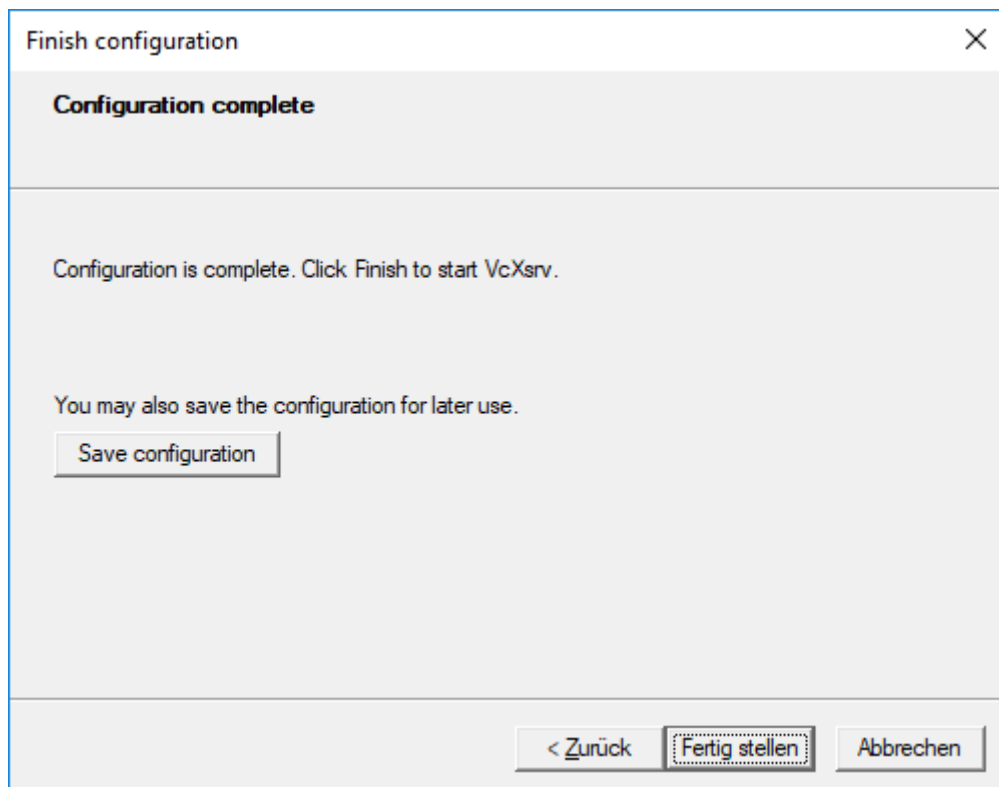 Finish configuration
Configuration complete
Configuration is complete. Click Finish to start VcXsrv.
You may also save the configuration for later use.
Save configuration
< Zurück Fertig stellen Abbrechen